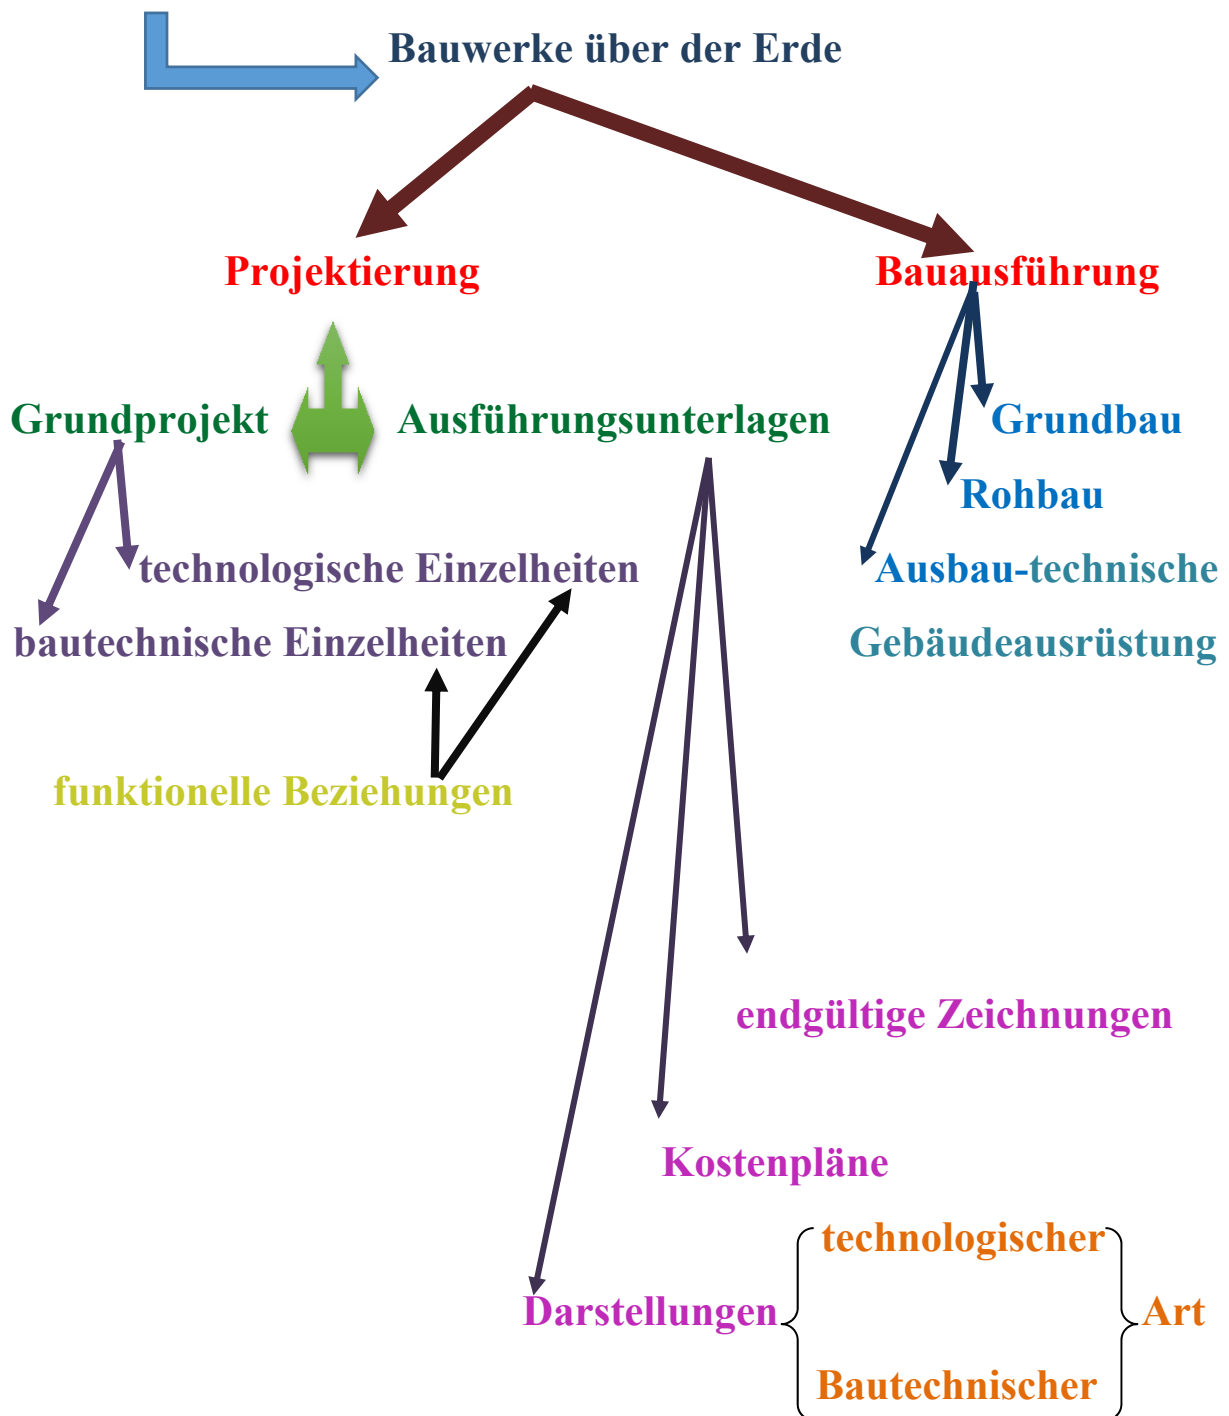 Bauwerke über der Erde
Projektierung
Bauausführung
Grundprojekt
Ausführungsunterlagen
Grundbau
Rohbau
technologische Einzelheiten
Ausbau-technische
bautechnische Einzelheiten
Gebäudeausrüstung
funktionelle Beziehungen
endgültige Zeichnungen
Kostenpläne
technologischer
Darstellungen
Art
Bautechnischer